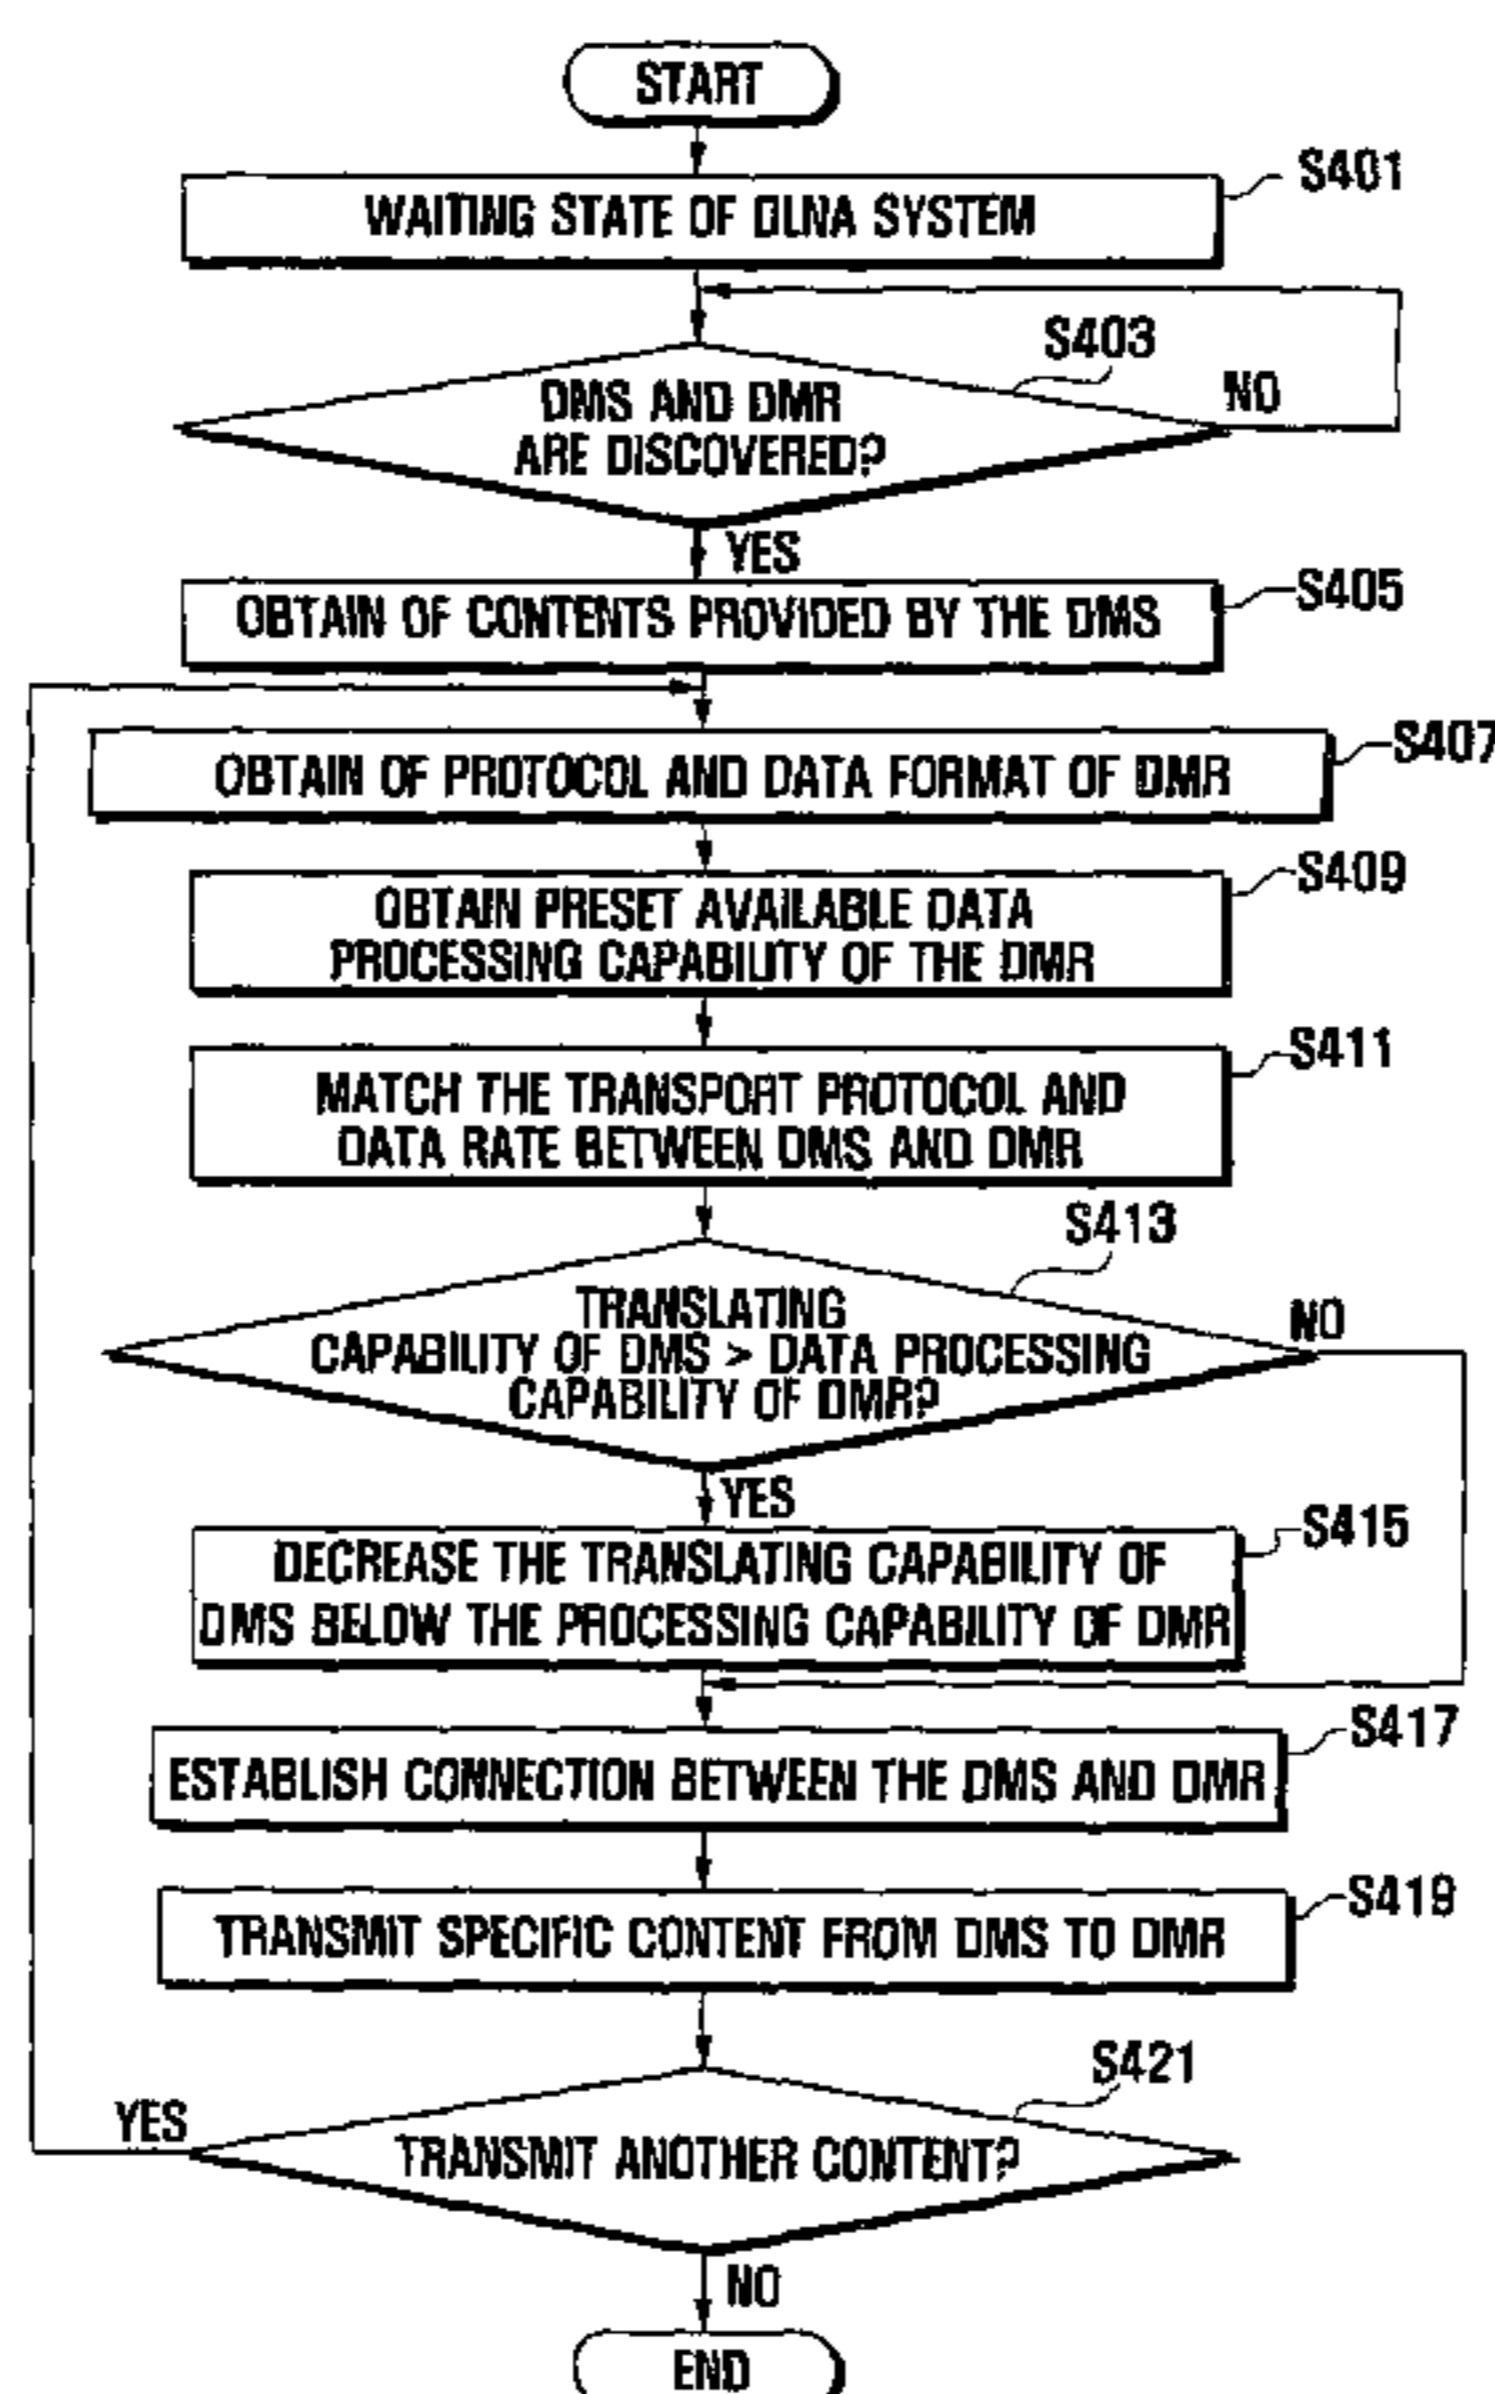 START
S401
WAITING STATE OF DLNA SYSTEM
S403
DMS AND DMR
ARE DISCOVERED?
NO
YES
S405
OBTAIN OF CONTENTS PROVIDED BY THE DMS
S407
OBTAIN OF PROTOCOL AND DATA FORMAT OF DMR
S409
OBTAIN PRESET AVAILABLE DATA
PROCESSING CAPABILITY OF THE DMR
S411
MATCH THE TRANSPORT PROTOCOL AND
DATA RATE BETWEEN DMS AND DMR
S413
TRANSLATING
CAPABILITY OF DMS > DATA PROCESSING
CAPABILITY OF DMR?
NO
YES
S415
DECREASE THE TRANSLATING CAPABILITY OF
DMS BELOW THE PROCESSING CAPABILITY OF DMR
S417
ESTABLISH CONNECTION BETWEEN THE DMS AND DMR
S419
TRANSMIT SPECIFIC CONTENT FROM DMS TO DMR
S421
YES
TRANSMIT ANOTHER CONTENT?
NO
END